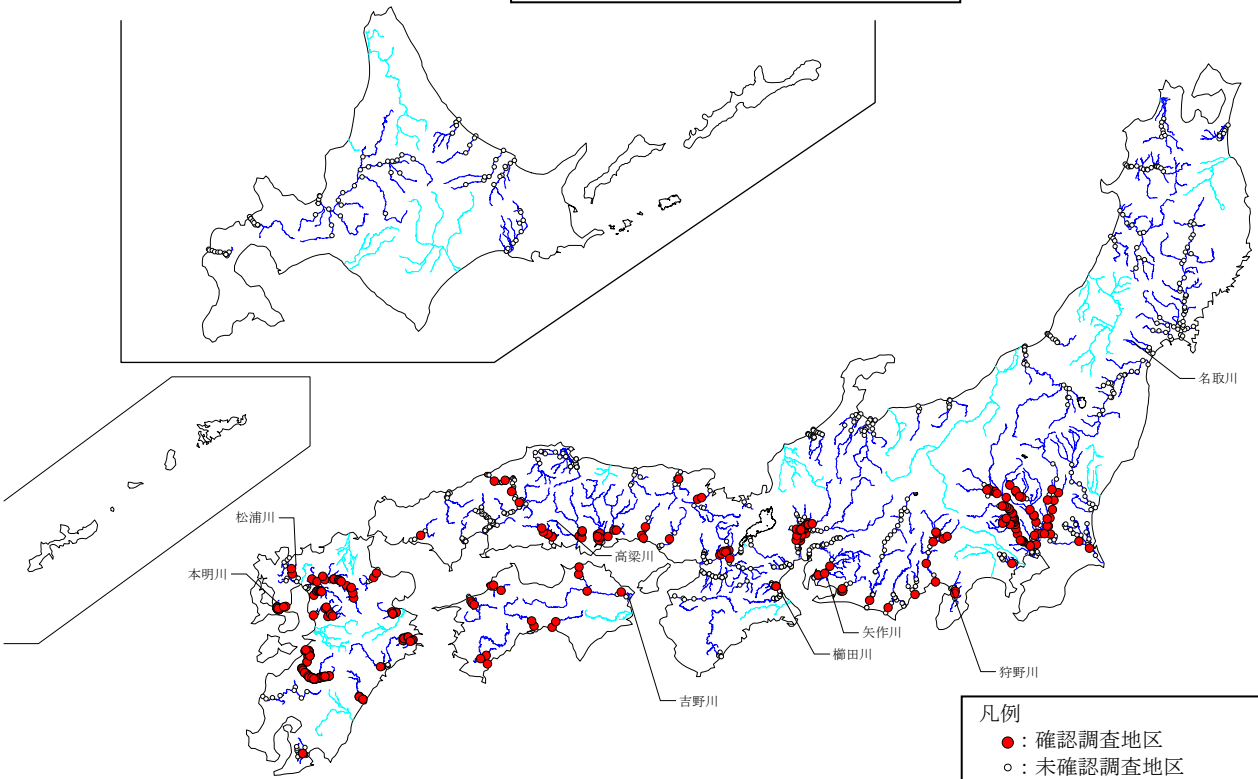 名取川
松浦川
本明川
高梁川
矢作川
櫛田川
狩野川
吉野川
凡例
●：確認調査地区
○：未確認調査地区